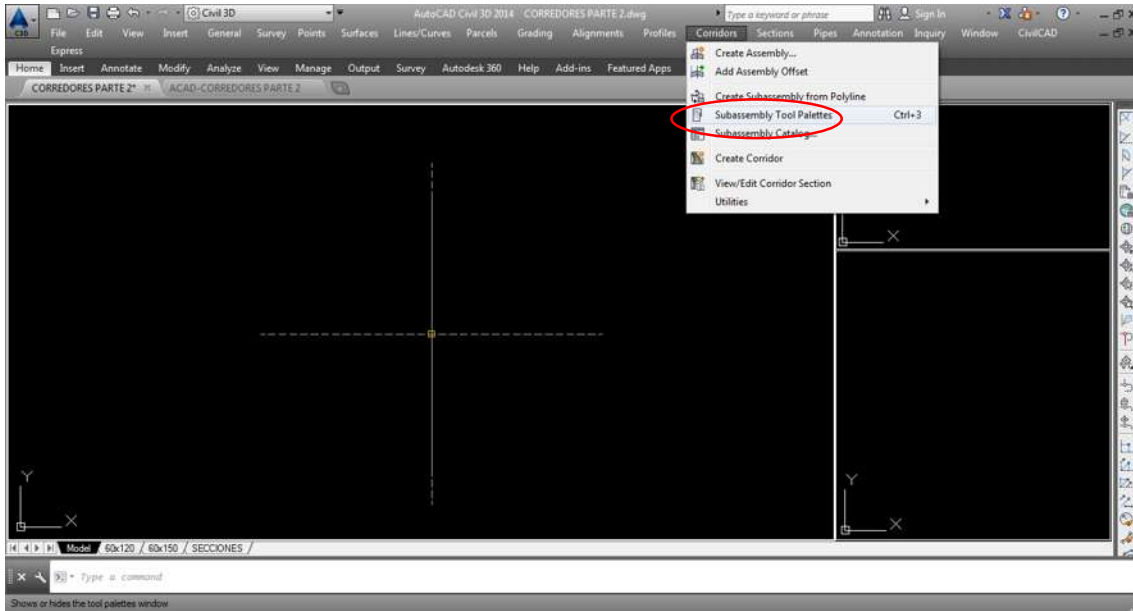 C3D
Civil 3D
AutoCAD Civil 3D 2014 CORREDORES PARTE 2.dwg
Type a keyword or phrase
Sign In
File Edit View Insert General Survey Points Surfaces Lines/Curves Parcels Grading Alignments Profiles Corridors Sections Pipes Annotation Inquiry Window CivilCAD
Express
Home Insert Annotate Modify Analyze View Manage Output Survey Autodesk 360 Help Add-ins Featured Apps
CORREDORES PARTE 2* ACAD-CORREDORES PARTE 2
Create Assembly...
Add Assembly Offset
Create Subassembly from Polyline
Subassembly Tool Palettes Ctrl+3
Subassembly Catalog...
Create Corridor
View/Edit Corridor Section
Utilities
X
Y
X
Y
X
Model 60x120 60x150 SECCIONES
Type a command
Shows or hides the tool palettes window